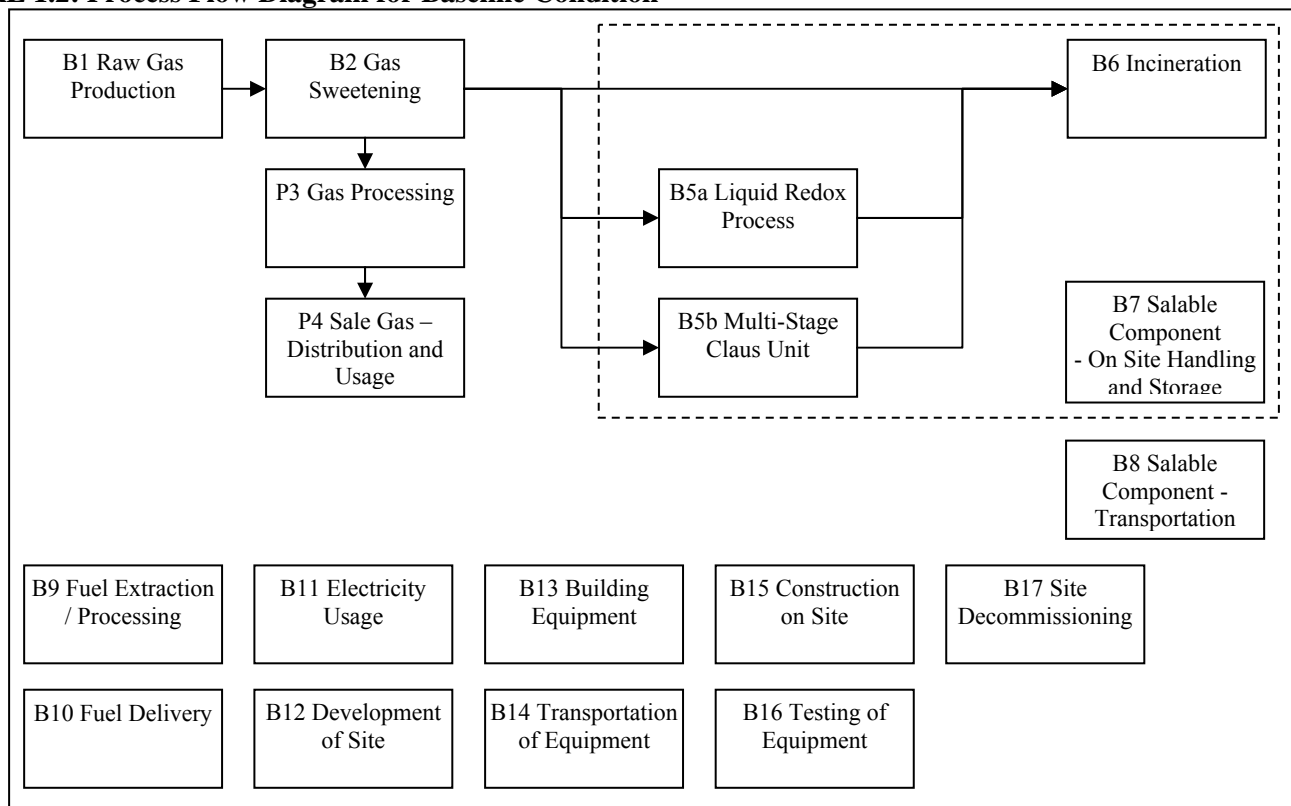 1.2: Process Flow Diagram for Baseline Condition
B1 Raw Gas
Production
B2 Gas
Sweetening
B6 Incineration
P3 Gas Processing
B5a Liquid Redox
Process
P4 Sale Gas –
Distribution and
Usage
B5b Multi-Stage
Claus Unit
B7 Salable
Component
- On Site Handling
and Storage
B8 Salable
Component -
Transportation
B9 Fuel Extraction
/ Processing
B11 Electricity
Usage
B13 Building
Equipment
B15 Construction
on Site
B17 Site
Decommissioning
B10 Fuel Delivery
B12 Development
of Site
B14 Transportation
of Equipment
B16 Testing of
Equipment